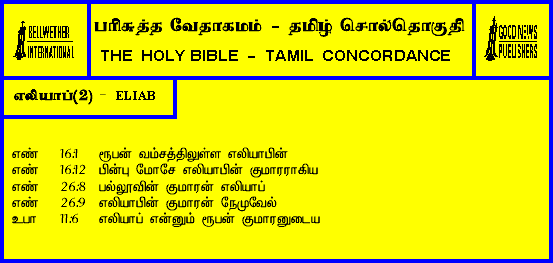 BELLWETHER
INTERNATIONAL
பரிசுத்த வேதாகமம் - தமிழ் சொல்தொகுதி
THE HOLY BIBLE - TAMIL CONCORDANCE
GOOD NEWS
PUBLISHERS
எலியாப்(2) - ELIAB
எண் 16:1 ரூபன் வம்சத்திலுள்ள எலியாபின்
எண் 16:12 பின்பு மோசே எலியாபின் குமாரராகிய
எண் 26:8 பல்லூவின் குமாரன் எலியாப்
எண் 26:9 எலியாபின் குமாரன் நேமுவேல்
உபா 11:6 எலியாப் என்னும் ரூபன் குமாரனுடைய